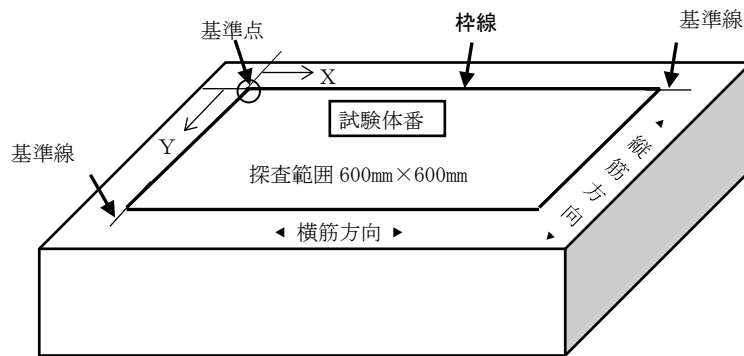 基準点
枠線
基準線
X
試験体番
Y
基準線
探査範囲 600mm×600mm
縦筋方向
横筋方向